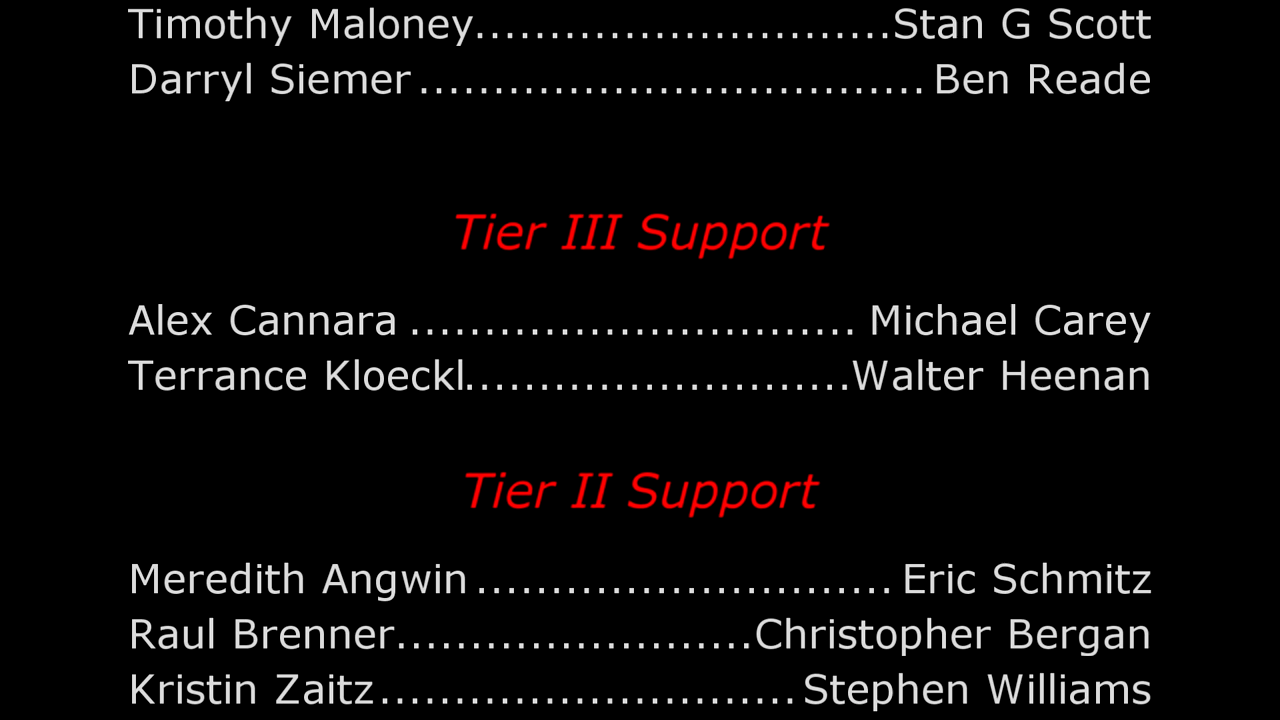 Timothy Maloney............................Stan G Scott
Darryl Siemer .................................. Ben Reade
Tier III Support
Alex Cannara .............................. Michael Carey
Terrance Kloeckl..........................Walter Heenan
Tier II Support
Meredith Angwin ............................ Eric Schmitz
Raul Brenner........................Christopher Bergan
Kristin Zaitz ............................ Stephen Williams